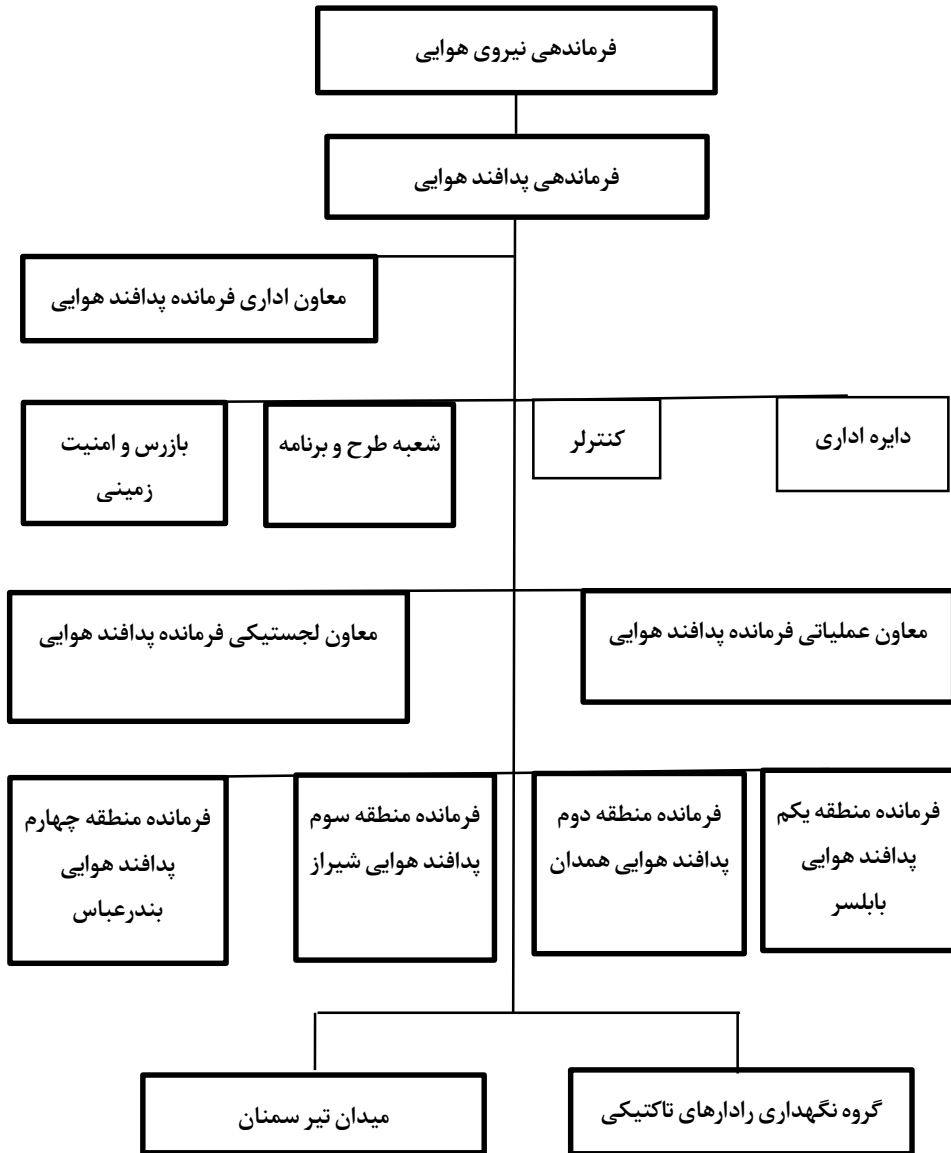 فرماندهی نیروی هوایی
فرماندهی پدافند هوایی
معاون اداری فرمانده پدافند هوایی
دایره اداری
کنترلر
شعبه طرح و برنامه
بازرس و امنیت
زمینی
معاون عملیاتی فرمانده پدافند هوایی
معاون لجستیکی فرمانده پدافند هوایی
فرمانده منطقه یکم
پدافند هوایی
بابلسر
فرمانده منطقه دوم
پدافند هوایی همدان
فرمانده منطقه سوم
پدافند هوایی شیراز
فرمانده منطقه چهارم
پدافند هوایی
بندرعباس
گروه نگهداری رادارهای تاکتیکی
میدان تیر سمنان